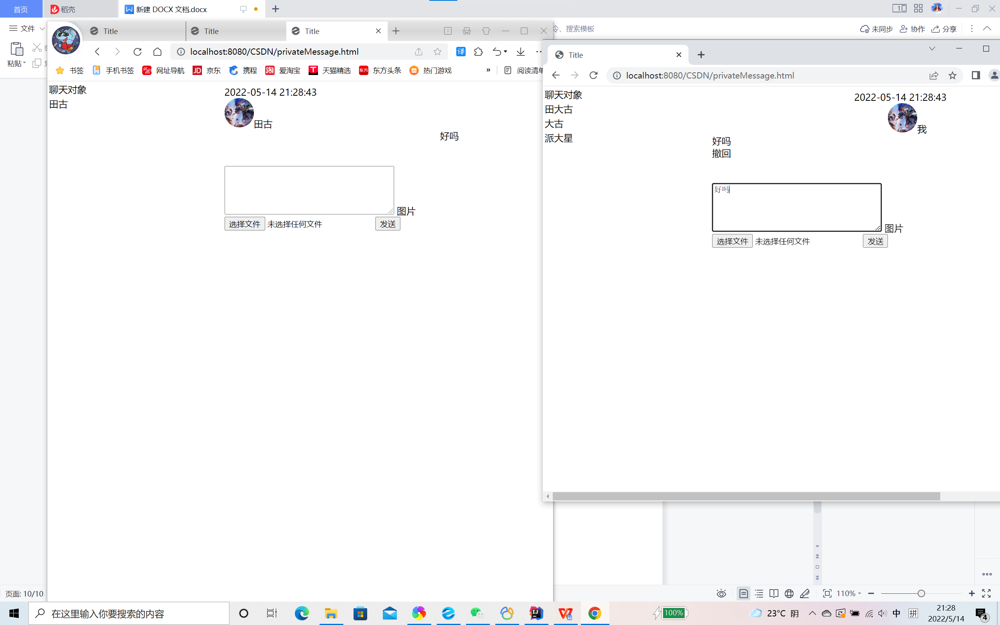 首页
稻壳
新建 DOCX 文档.docx
文件
令、搜索模板
未同步
协作
分享
粘贴
Title
Title
Title
localhost:8080/CSDN/privateMessage.html
译
书签
手机书签
网址导航
JD
京东
携程
淘
爱淘宝
T
天猫精选
东方
东方头条
热门游戏
»
阅读清单
聊天对象
田古
2022-05-14 21:28:43
田古
好吗
图片
选择文件
未选择任何文件
发送
Title
localhost:8080/CSDN/privateMessage.html
聊天对象
田大古
大古
派大星
2022-05-14 21:28:43
我
好吗
撤回
好吗
图片
选择文件
未选择任何文件
发送
页面: 10/10
110%
在这里输入你要搜索的内容
100%
23°C 阴
中
拼
21:28
2022/5/14
4